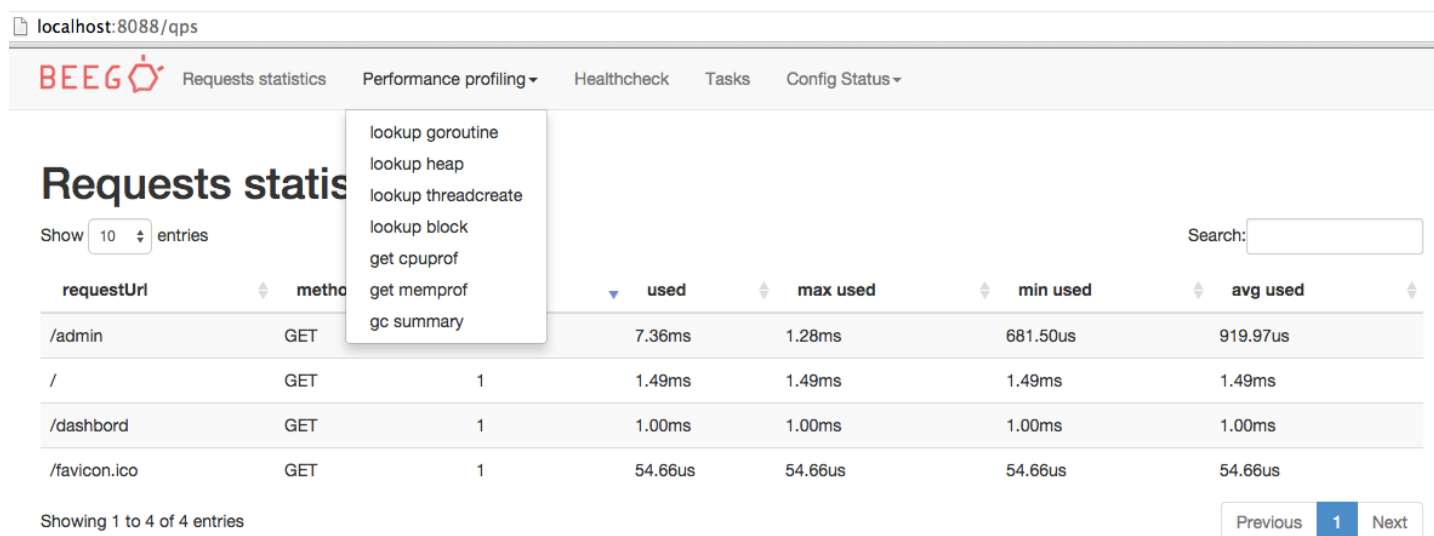 localhost:8088/qps
BEEGO Requests statistics Performance profiling Healthcheck Tasks Config Status
lookup goroutine
lookup heap
lookup threadcreate
lookup block
get cpuprof
get memprof
gc summary
Requests statis
Show 10 entries Search:
requestUrl metho used max used min used avg used
/admin GET 7.36ms 1.28ms 681.50us 919.97us
/ GET 1 1.49ms 1.49ms 1.49ms 1.49ms
/dashbord GET 1 1.00ms 1.00ms 1.00ms 1.00ms
/favicon.ico GET 1 54.66us 54.66us 54.66us 54.66us
Showing 1 to 4 of 4 entries Previous 1 Next